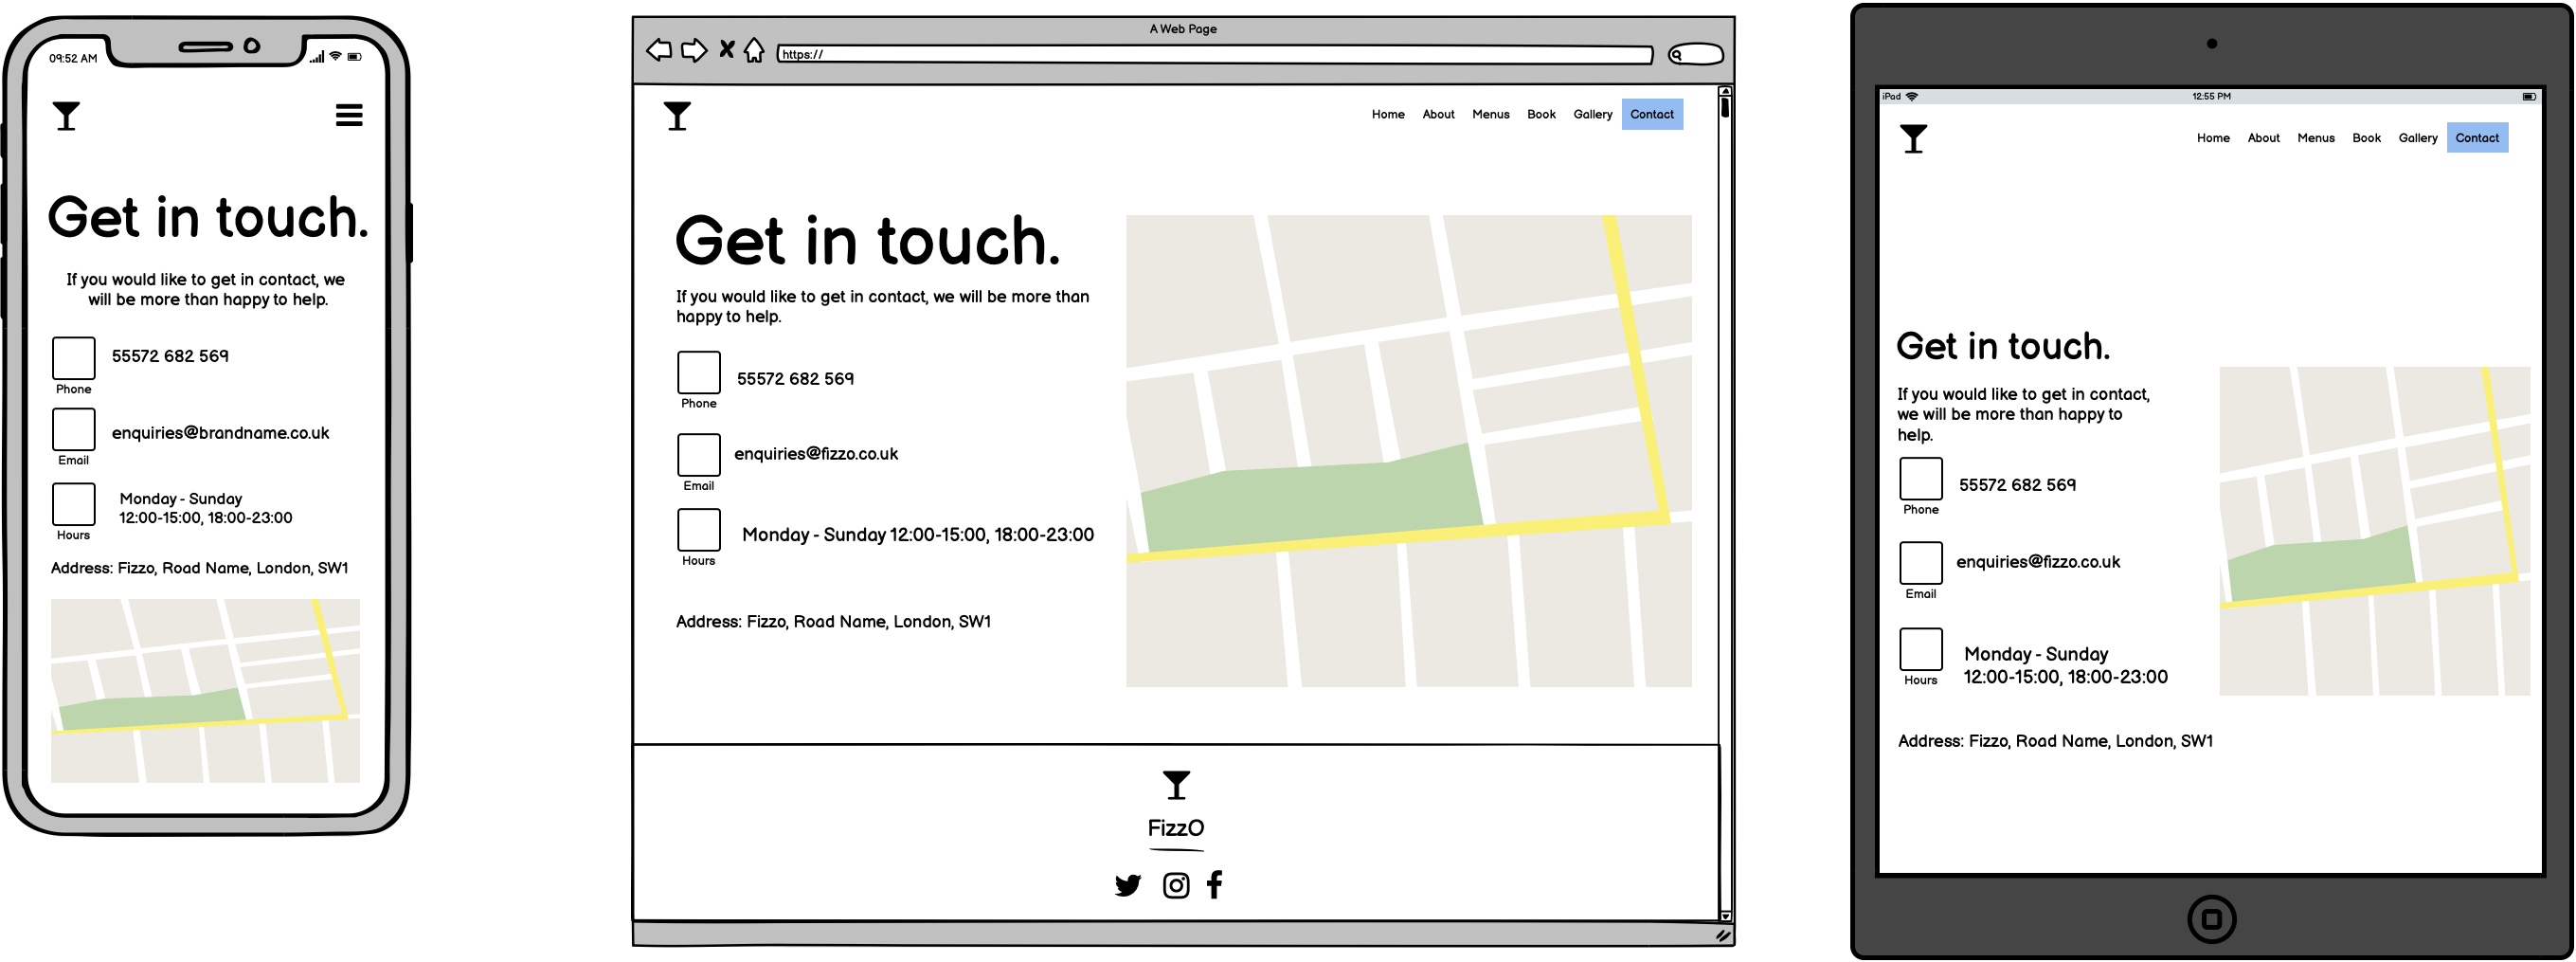 09:52 AM
Get in touch.
If you would like to get in contact, we
will be more than happy to help.
55572 682 569
Phone
enquiries@brandname.co.uk
Email
Monday - Sunday
12:00-15:00, 18:00-23:00
Hours
Address: Fizzo, Road Name, London, SW1
A Web Page
https://
Home About Menus Book Gallery Contact
Get in touch.
If you would like to get in contact, we will be more than
happy to help.
55572 682 569
Phone
enquiries@fizzo.co.uk
Email
Monday - Sunday 12:00-15:00, 18:00-23:00
Hours
Address: Fizzo, Road Name, London, SW1
FizzO
iPad 12:55 PM
Home About Menus Book Gallery Contact
Get in touch.
If you would like to get in contact,
we will be more than happy to
help.
55572 682 569
Phone
enquiries@fizzo.co.uk
Email
Monday - Sunday
12:00-15:00, 18:00-23:00
Hours
Address: Fizzo, Road Name, London, SW1